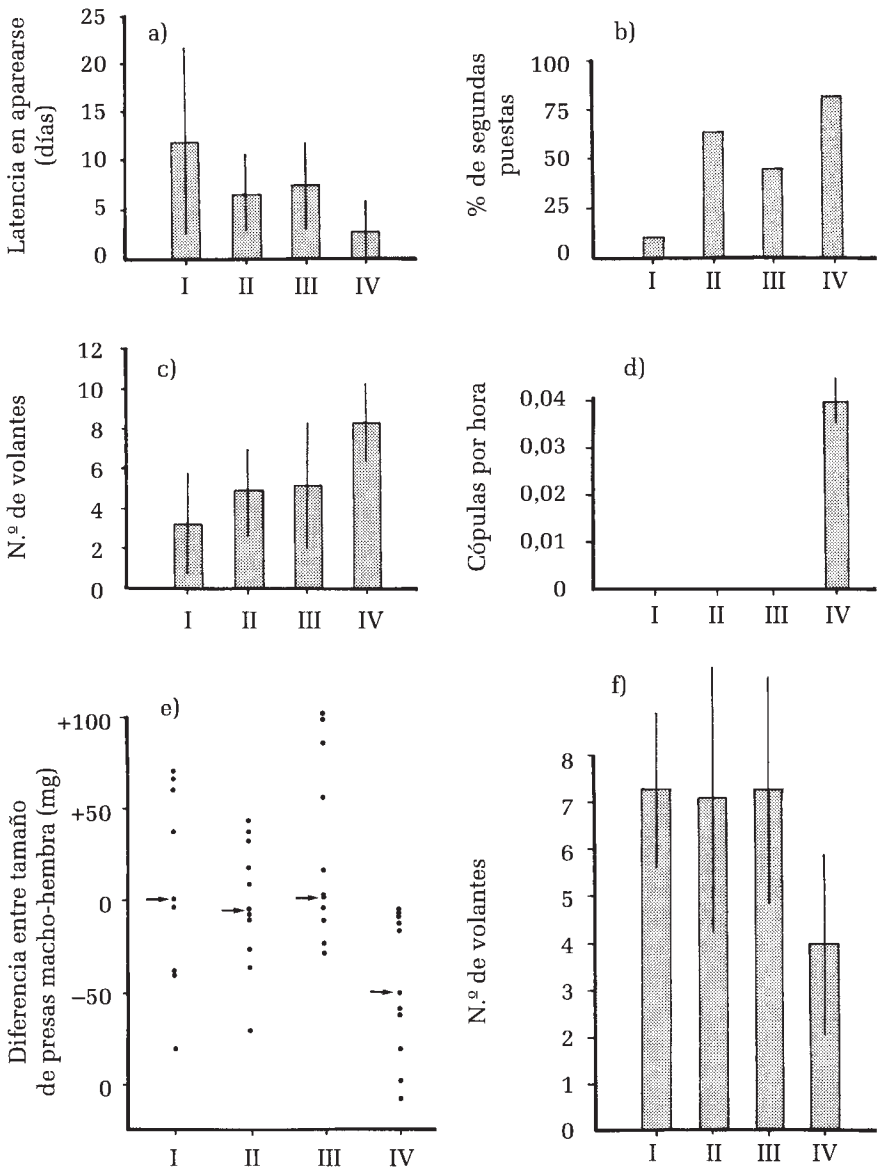 a)
Latencia en aparearse
(días)
25
20
15
10
5
0
I II III IV
b)
% de segundas
puestas
100
75
50
25
0
I II III IV
c)
N.º de volantes
12
10
8
6
4
2
0
I II III IV
d)
Cópulas por hora
0,04
0,03
0,02
0,01
0
I II III IV
e)
Diferencia entre tamaño
de presas macho-hembra (mg)
+100
+50
0
−50
0
I II III IV
f)
N.º de volantes
8
7
6
5
4
3
2
1
0
I II III IV